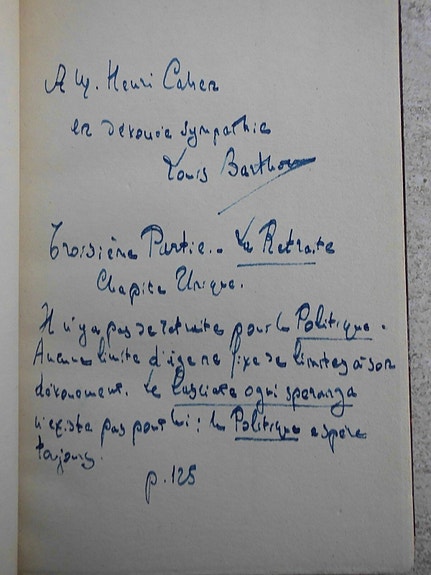 A M. Henri Cahen
en dévouée sympathie
Louis Barthou
Troisième Partie. - La Retraite
Chapitre Unique.
Il n'y a pas de retraite pour le Politique.
Aucune limite d'âge ne fixe de limites à son
dévouement. Le lasciate ogni speranza
n'existe pas pour lui : le Politique espère
toujours.
p. 125